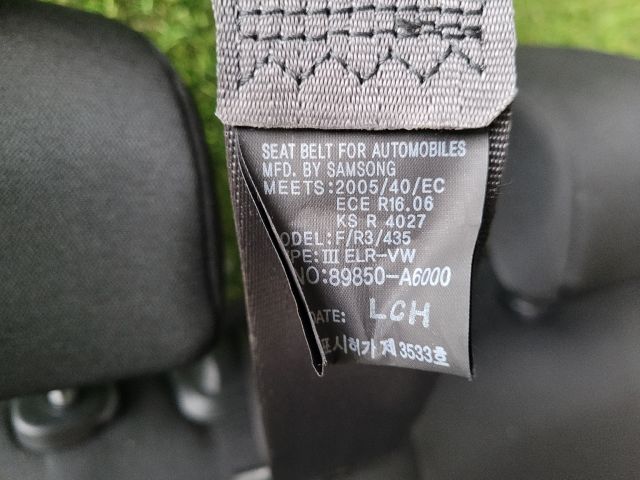 SEAT BELT FOR AUTOMOBILES
MFD. BY SAMSONG
MEETS:2005/40/EC
ECE R16.06
KS R 4027
ODEL:F/R3/435
PE:III ELR-VW
NO:89850-A6000
DATE: LCH
표시허가 제 3533호